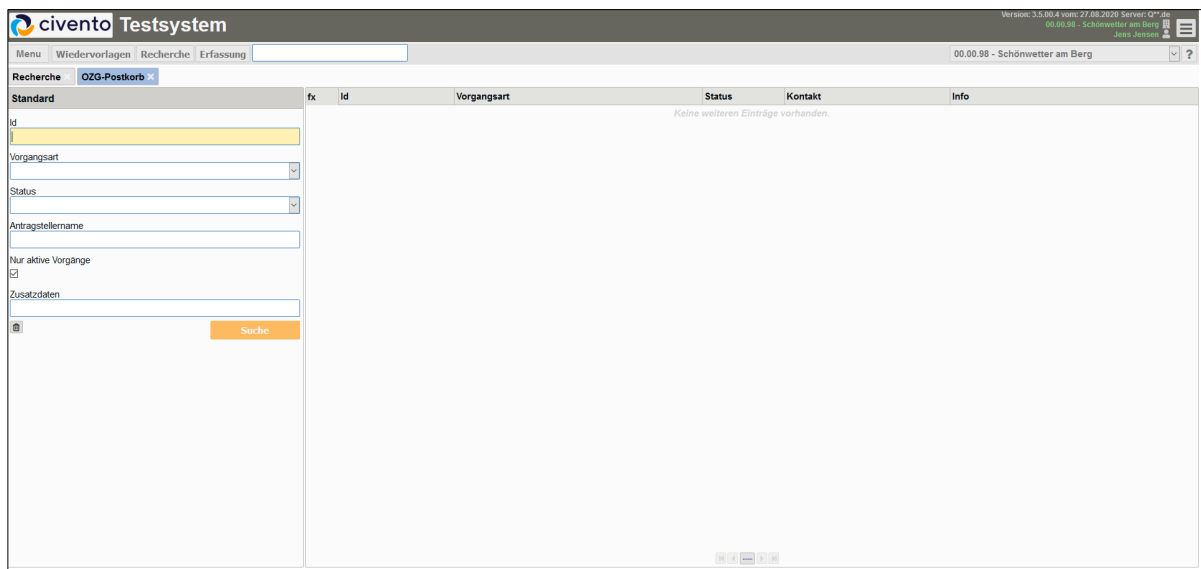 civento Testsystem
Version: 3.5.00.4 vom: 27.08.2020 Server: Q**.de
00.00.98 - Schönwetter am Berg
Jens Jensen
Menu Wiedervorlagen Recherche Erfassung
00.00.98 - Schönwetter am Berg
?
Recherche × OZG-Postkorb ×
Standard
fx Id Vorgangsart Status Kontakt Info
Keine weiteren Einträge vorhanden.
Id
Vorgangsart
Status
Antragstellername
Nur aktive Vorgänge
Zusatzdaten
Suche